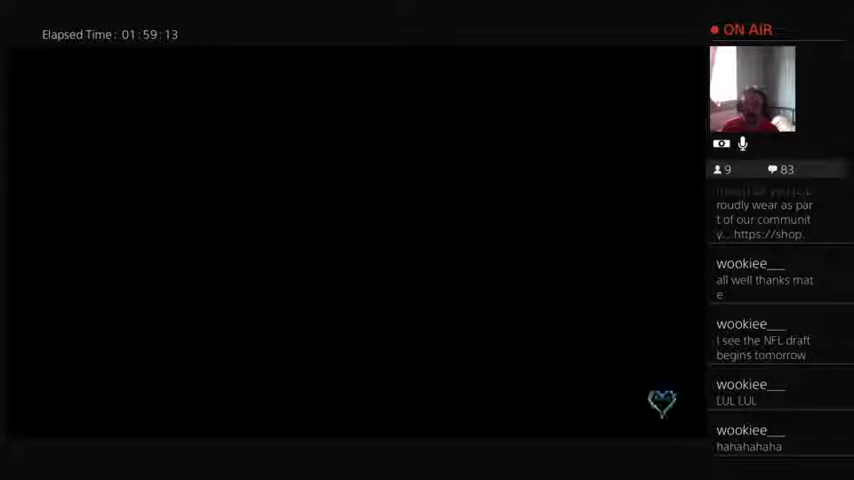 Elapsed Time: 01:59:13
ON AIR
9
83
roudly wear as par
t of our communit
y... https://shop.
wookiee___
all well thanks mat
e
wookiee___
I see the NFL draft
begins tomorrow
wookiee___
LUL LUL
wookiee___
hahahahaha